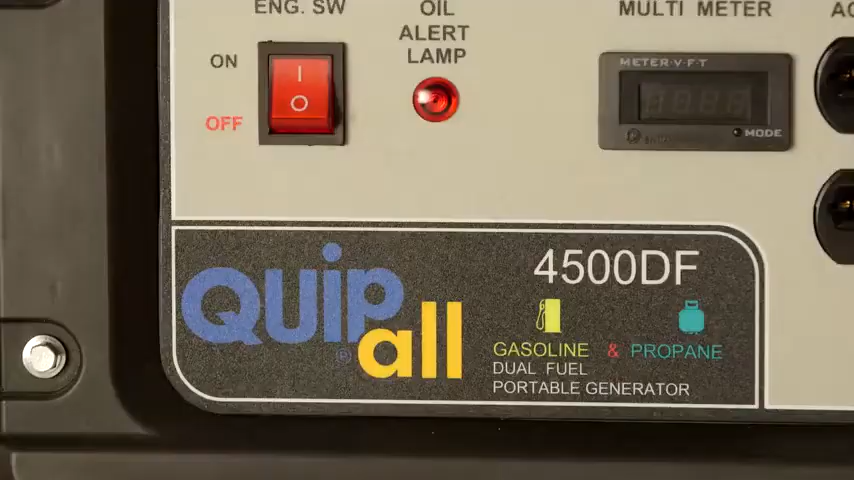 ENG. SW
OIL
ALERT
LAMP
MULTI METER
ON
OFF
METER·V·F·T
MODE
QUIP
all
®
4500DF
GASOLINE & PROPANE
DUAL FUEL
PORTABLE GENERATOR